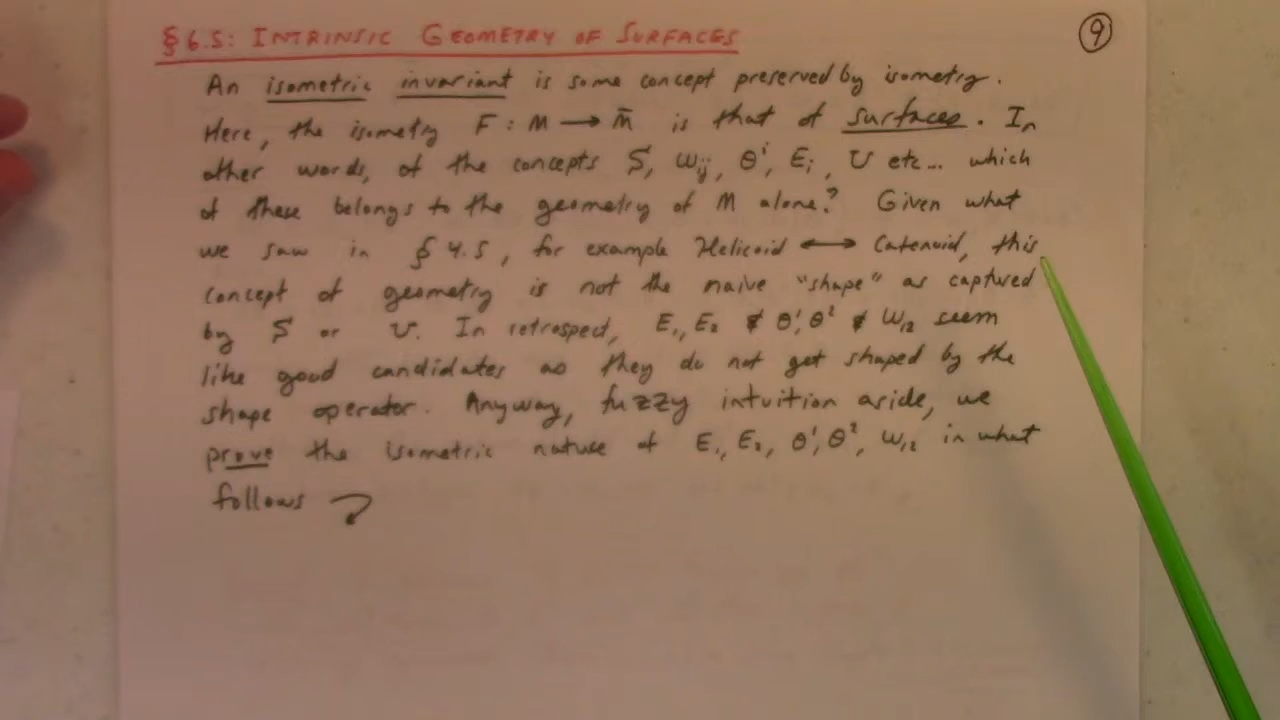 § 6.5: INTRINSIC GEOMETRY OF SURFACES
9
An isometric invariant is some concept preserved by isometry.
Here, the isometry F : M → M̄ is that of surfaces. In
other words, of the concepts S, ω_ij, θ^i, E_i, U etc... which
of these belongs to the geometry of M alone? Given what
we saw in § 4.5, for example Helicoid ↔ Catenoid, this
concept of geometry is not the naive "shape" as captured
by S or U. In retrospect, E₁, E₂ & θ¹, θ² & ω₁₂ seem
like good candidates as they do not get shaped by the
shape operator. Anyway, fuzzy intuition aside, we
prove the isometric nature of E₁, E₂, θ¹, θ², ω₁₂ in what
follows ↵